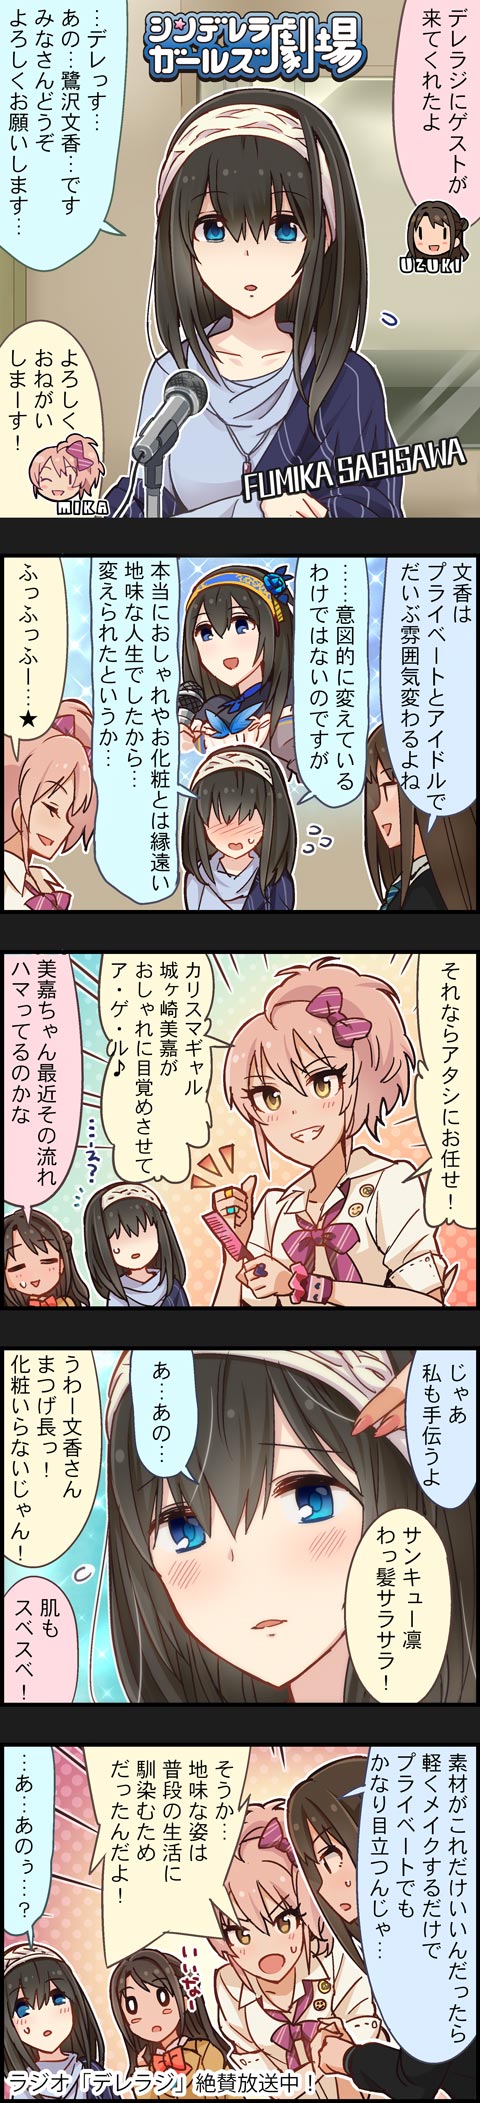 シンデレラ
ガールズ劇場
デレラジにゲストが
来てくれたよ
UZUKI
…デレっす…
あの…鷺沢文香…です
みなさんどうぞ
よろしくお願いします…
よろしく
おねがい
しまーす！
MIKA
FUMIKA SAGISAWA
文香は
プライベートとアイドルで
だいぶ雰囲気変わるよね
……意図的に変えている
わけではないのですが
本当におしゃれやお化粧とは縁遠い
地味な人生でしたから…
変えられたというか…
ふっふっふー…★
それならアタシにお任せ！
カリスマギャル
城ヶ崎美嘉が
おしゃれに目覚めさせて
ア・ゲ・ル♪
…え？
美嘉ちゃん最近その流れ
ハマってるのかな
じゃあ
私も手伝うよ
サンキュー凛
わっ髪サラサラ！
あ…あの…
うわー文香さん
まつげ長っ！
化粧いらないじゃん！
肌も
スベスベ！
素材がこれだけいいんだったら
軽くメイクするだけで
プライベートでも
かなり目立つんじゃ…
そうか…
地味な姿は
普段の生活に
馴染むため
だったんだよ！
いいなー
…あ…あのぅ…？
ラジオ「デレラジ」絶賛放送中！